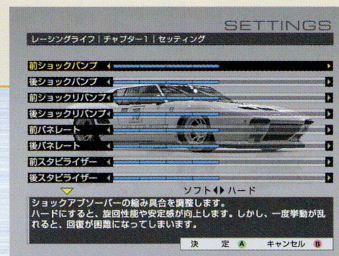 SETTINGS
レーシングライフ│チャプター1│セッティング
前ショックバンプ
後ショックバンプ
前ショックリバンプ
後ショックリバンプ
前バネレート
後バネレート
前スタビライザー
後スタビライザー
ソフト◀▶ハード
ショックアブソーバーの縮み具合を調整します。
ハードにすると、旋回性能や安定感が向上します。しかし、一度挙動が乱
れると、回復が困難になってしまいます。
決　定 A　キャンセル B